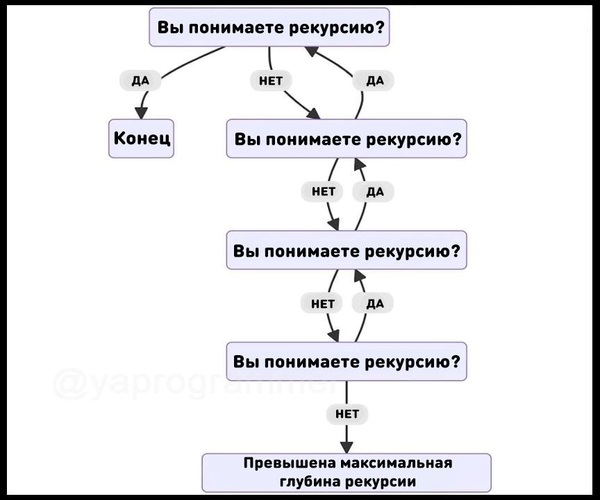 Вы понимаете рекурсию?
ДА
НЕТ
ДА
Конец
Вы понимаете рекурсию?
НЕТ
ДА
Вы понимаете рекурсию?
НЕТ
ДА
Вы понимаете рекурсию?
@yaprogrammer
НЕТ
Превышена максимальная
глубина рекурсии